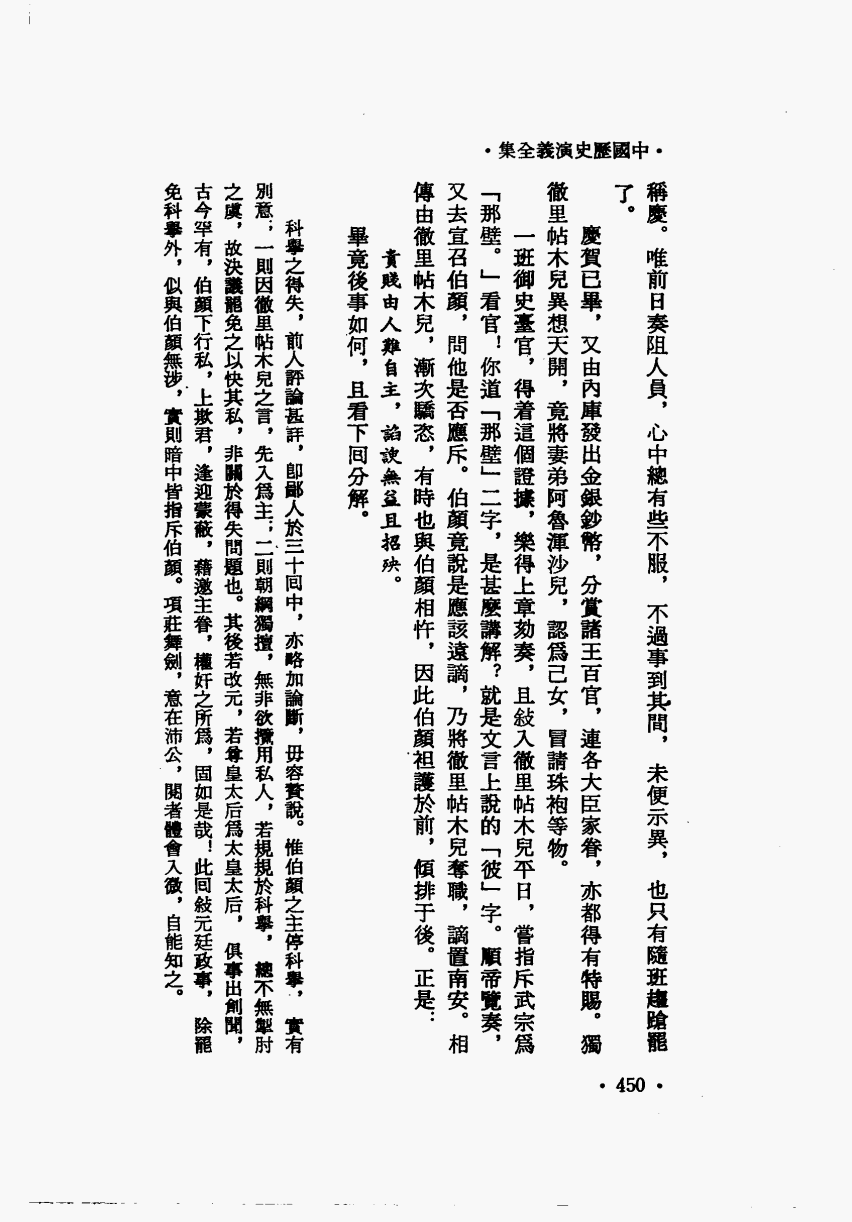 •中國歷史演義全集•
稱慶。唯前日奏阻人員，心中總有些不服，不過事到其間，未便示異，也只有隨班趨蹌罷
了。
慶賀已畢，又由內庫發出金銀鈔幣，分賞諸王百官，連各大臣家眷，亦都得有特賜。獨
徹里帖木兒異想天開，竟將妻弟阿魯渾沙兒，認爲己女，冒請珠袍等物。
一班御史臺官，得着這個證據，樂得上章劾奏，且敍入徹里帖木兒平日，嘗指斥武宗爲
「那壁。」看官！你道「那壁」二字，是甚麼講解？就是文言上說的「彼」字。順帝覽奏，
又去宣召伯顏，問他是否應斥。伯顏竟說是應該遠謫，乃將徹里帖木兒奪職，謫置南安。相
傳由徹里帖木兒，漸次驕恣，有時也與伯顏相忤，因此伯顏袒護於前，傾排于後。正是：
貴賤由人難自主，諂諛無益且招殃。
畢竟後事如何，且看下回分解。
科舉之得失，前人評論甚詳，卽鄙人於三十回中，亦略加論斷，毋容贅說。惟伯顏之主停科舉，實有
別意；一則因徹里帖木兒之言，先入爲主；二則朝綱獨擅，無非欲攬用私人，若規規於科舉，總不無掣肘
之虞，故決議罷免之以快其私，非關於得失問題也。其後若改元，若尊皇太后爲太皇太后，俱事出創聞，
古今罕有，伯顏下行私，上欺君，逢迎蒙蔽，藉邀主眷，權奸之所爲，固如是哉！此回敍元廷政事，除罷
免科舉外，似與伯顏無涉，實則暗中皆指斥伯顏。項莊舞劍，意在沛公，閱者體會入微，自能知之。
•450•